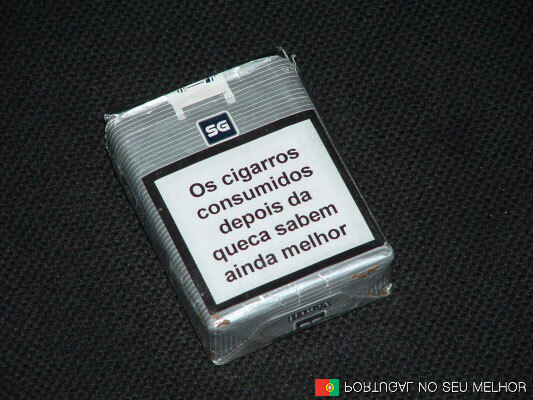 SG
Os cigarros
consumidos
depois da
queca sabem
ainda melhor
PORTUGAL NO SEU MELHOR